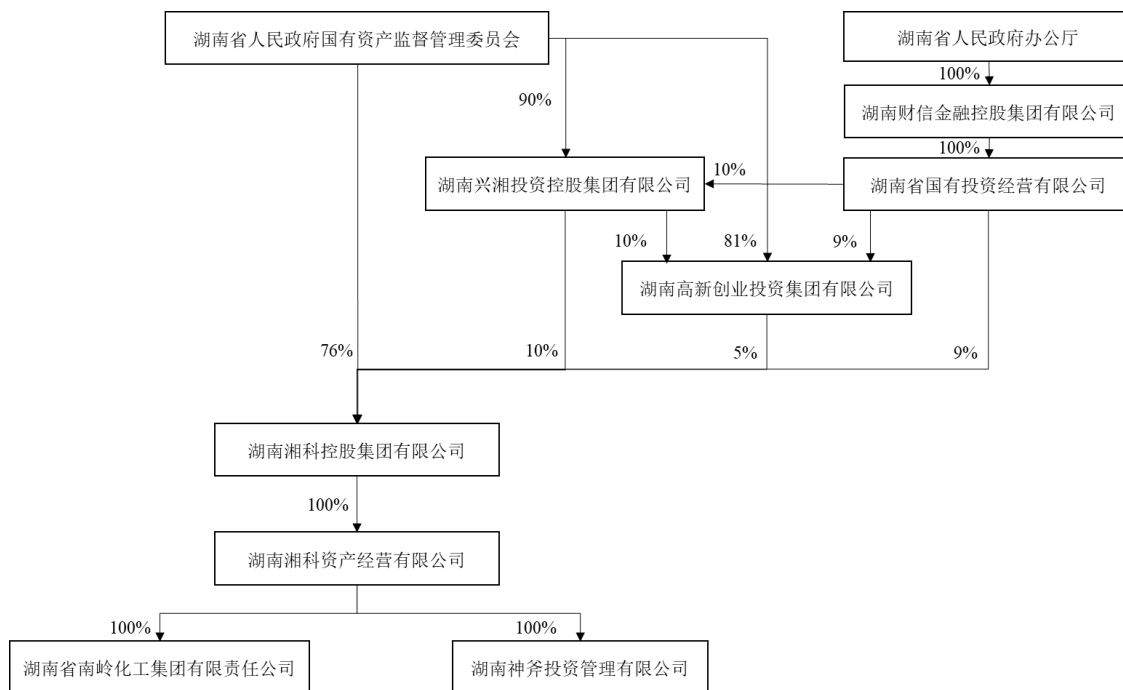 湖南省人民政府国有资产监督管理委员会
湖南省人民政府办公厅
100%
90%
湖南财信金融控股集团有限公司
100%
湖南兴湘投资控股集团有限公司
10%
湖南省国有投资经营有限公司
10%
81%
9%
湖南高新创业投资集团有限公司
76%
10%
5%
9%
湖南湘科控股集团有限公司
100%
湖南湘科资产经营有限公司
100%
100%
湖南省南岭化工集团有限责任公司
湖南神斧投资管理有限公司